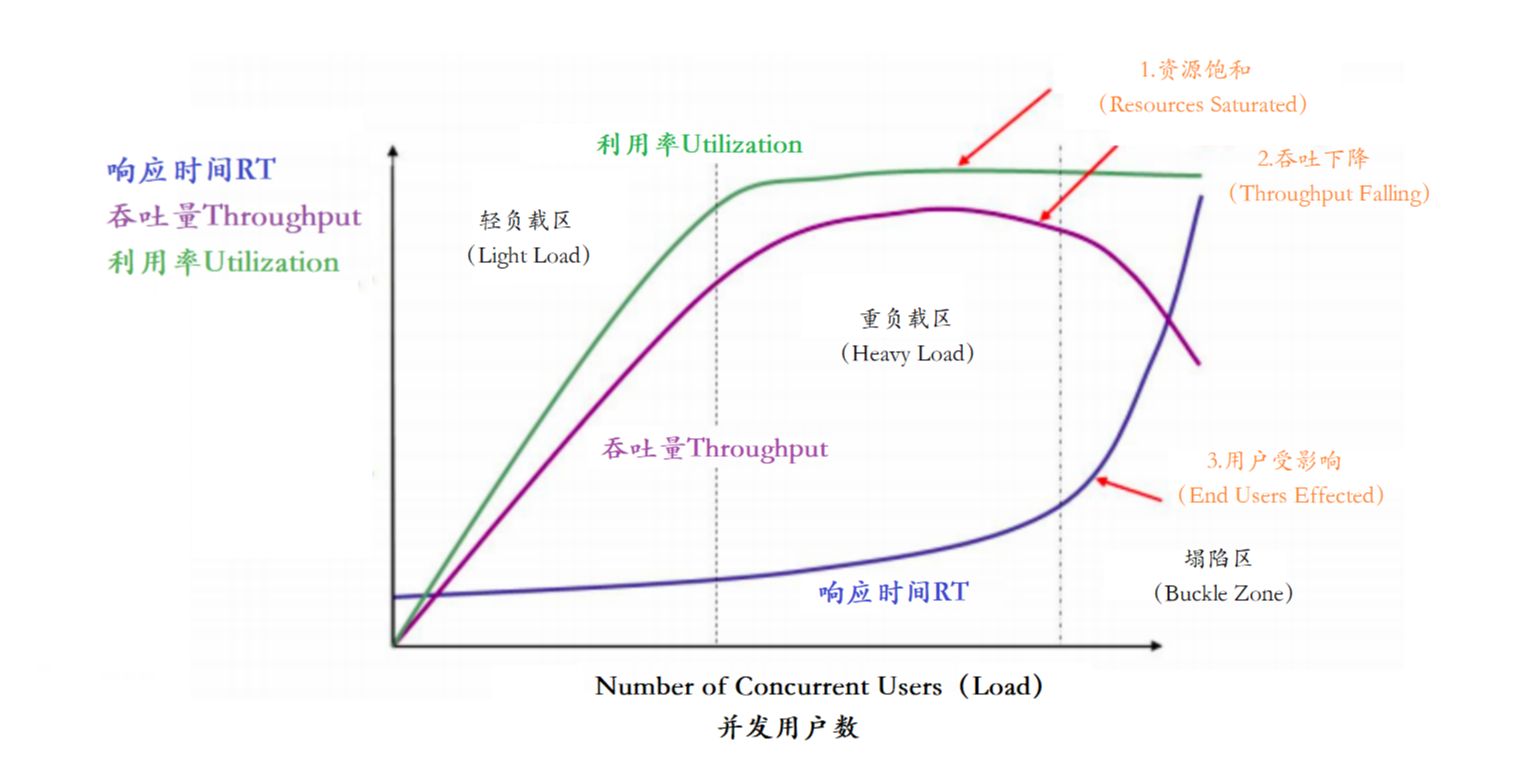 1.资源饱和
(Resources Saturated)
利用率Utilization
响应时间RT
吞吐量Throughput
利用率Utilization
2.吞吐下降
(Throughput Falling)
轻负载区
(Light Load)
重负载区
(Heavy Load)
吞吐量Throughput
3.用户受影响
(End Users Effected)
塌陷区
(Buckle Zone)
响应时间RT
Number of Concurrent Users (Load)
并发用户数